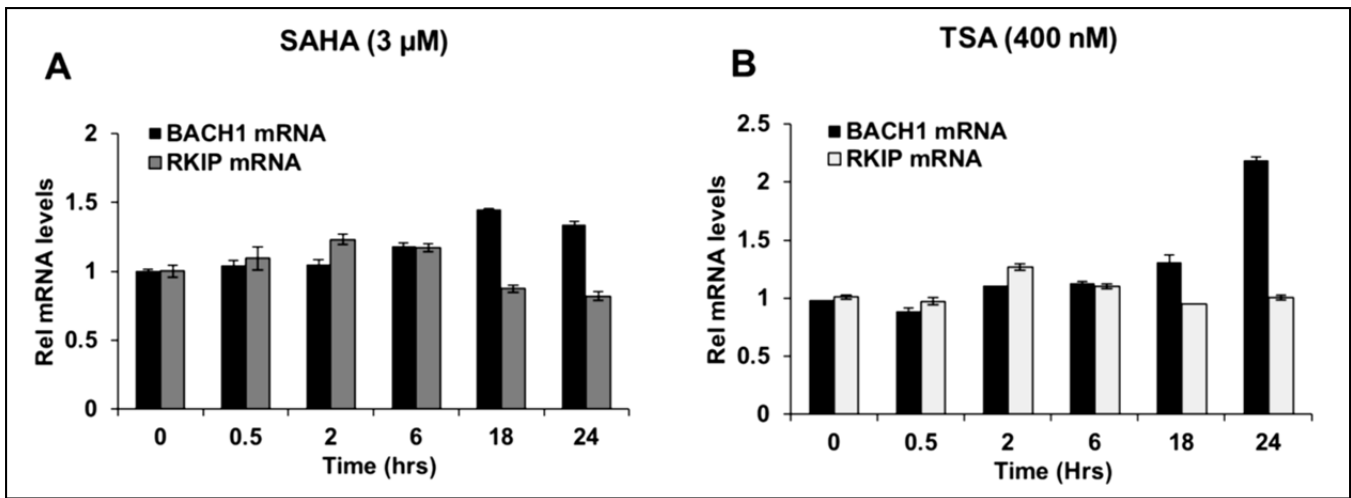 SAHA (3 µM)
A
BACH1 mRNA
RKIP mRNA
Rel mRNA levels
2
1.5
1
0.5
0
0 0.5 2 6 18 24
Time (hrs)
TSA (400 nM)
B
BACH1 mRNA
RKIP mRNA
Rel mRNA levels
2.5
2
1.5
1
0.5
0
0 0.5 2 6 18 24
Time (Hrs)